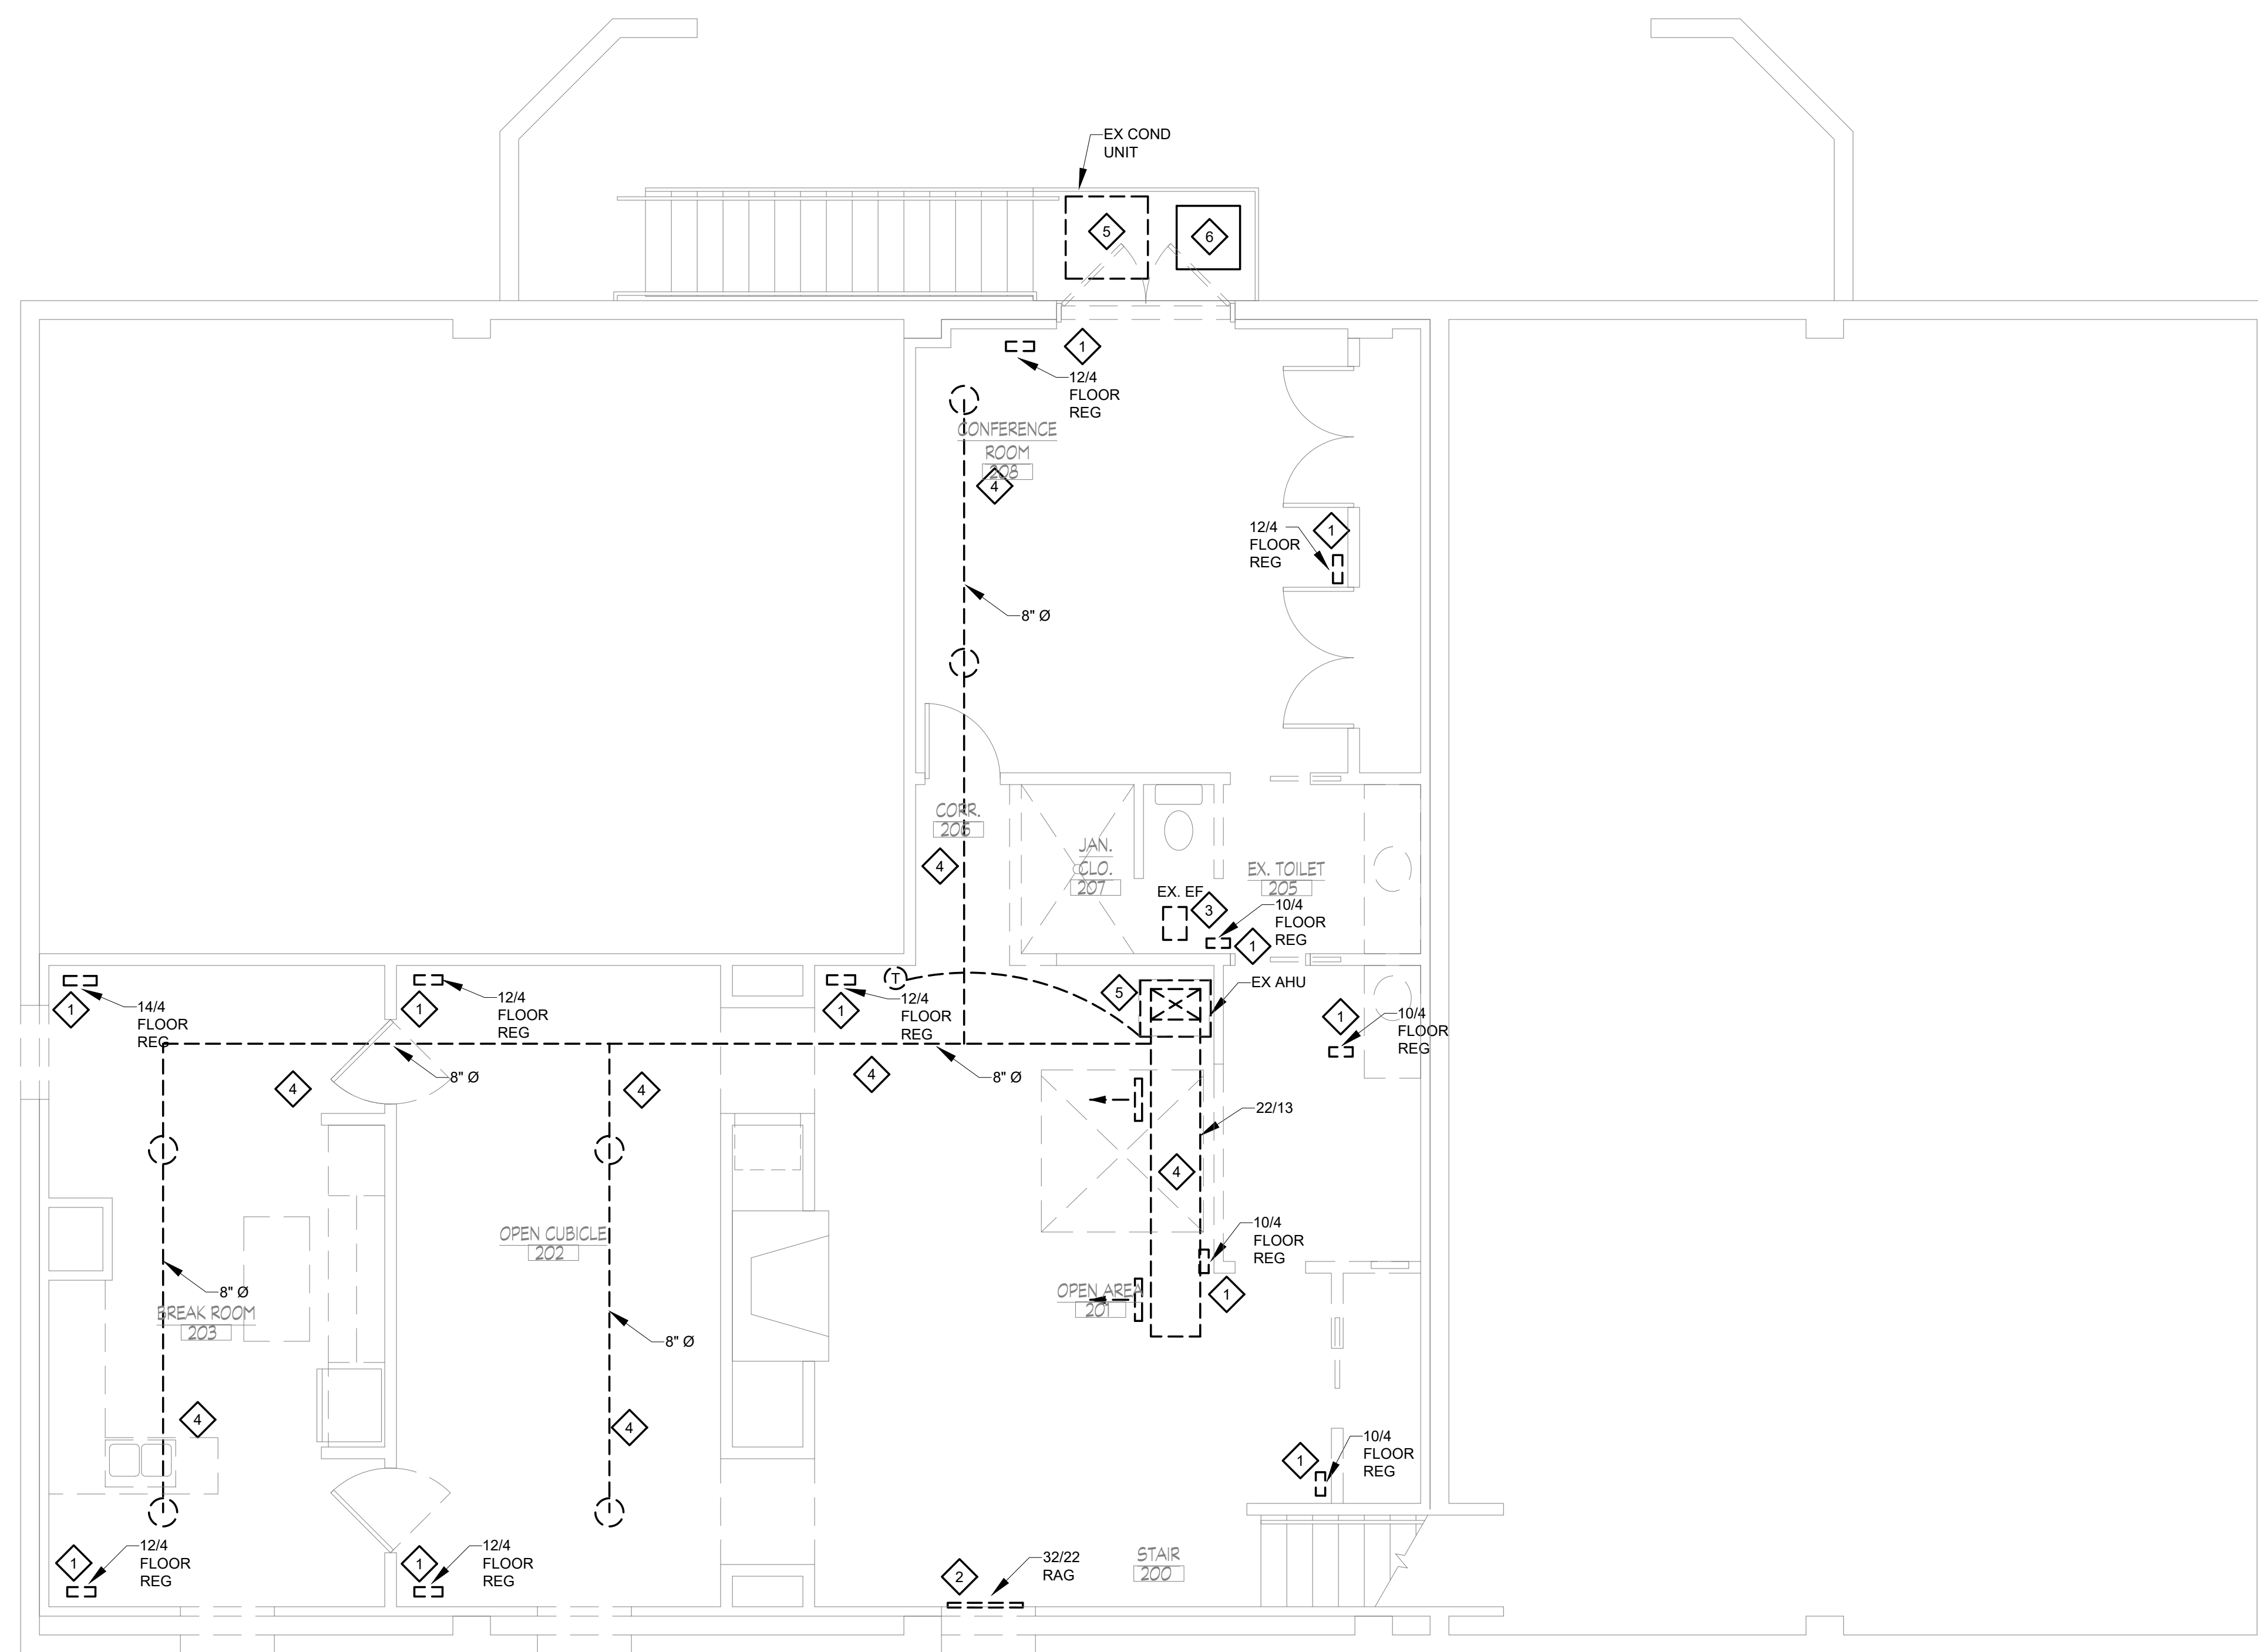 EX COND
UNIT
5
6
1
12/4
FLOOR
REG
CONFERENCE
ROOM
208
4
12/4
FLOOR
REG
1
8" Ø
CORR.
206
4
JAN.
CLO.
207
EX. TOILET
205
EX. EF
3
10/4
FLOOR
REG
1
14/4
FLOOR
REG
1
12/4
FLOOR
REG
1
12/4
FLOOR
REG
1
T
5
EX AHU
1
10/4
FLOOR
REG
8" Ø
4
4
4
8" Ø
22/13
4
OPEN CUBICLE
202
10/4
FLOOR
REG
1
OPEN AREA
201
8" Ø
BREAK ROOM
203
8" Ø
4
4
10/4
FLOOR
REG
1
12/4
FLOOR
REG
1
12/4
FLOOR
REG
1
32/22
RAG
2
STAIR
200